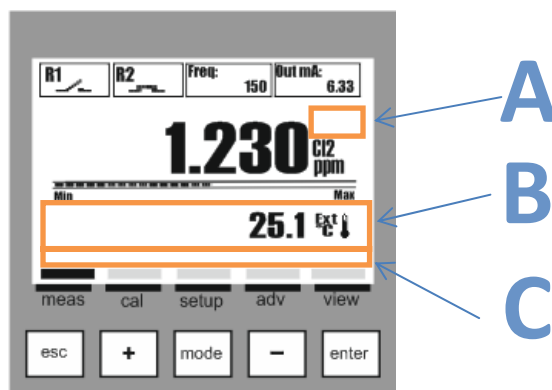 R1 R2 Freq: 150 Out mA: 6.33
A
1.230 Cl2 ppm
Min Max
B
25.1 Ext °C
C
meas cal setup adv view
esc + mode - enter